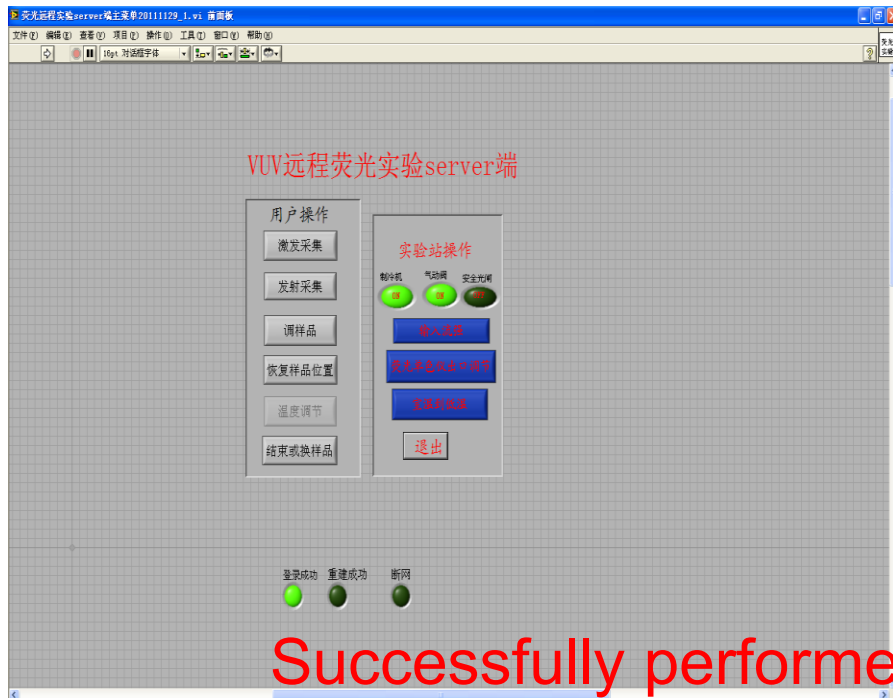 荧光远程实验server端主菜单20111129_1.vi 前面板
文件(F) 编辑(E) 查看(V) 项目(P) 操作(O) 工具(T) 窗口(W) 帮助(H)
16pt 对话框字体
VUV远程荧光实验server端
用户操作
激发采集
发射采集
调样品
恢复样品位置
温度调节
结束或换样品
实验站操作
制冷机 气动阀 安全光闸
ON ON
退出
登录成功 重建成功 断网
Successfully performe